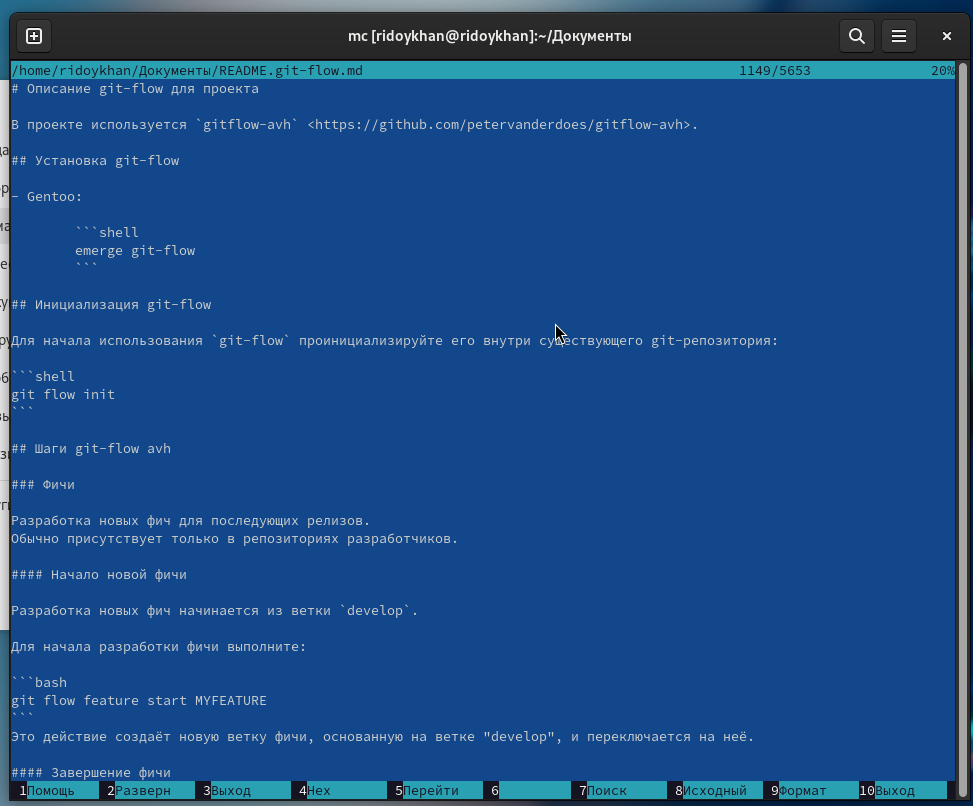 mc [ridoykhan@ridoykhan]:~/Документы
/home/ridoykhan/Документы/README.git-flow.md 1149/5653 20%
# Описание git-flow для проекта
В проекте используется `gitflow-avh` <https://github.com/petervanderdoes/gitflow-avh>.
## Установка git-flow
- Gentoo:
```shell
emerge git-flow
```
## Инициализация git-flow
Для начала использования `git-flow` проинициализируйте его внутри существующего git-репозитория:
```shell
git flow init
```
## Шаги git-flow avh
### Фичи
Разработка новых фич для последующих релизов.
Обычно присутствует только в репозиториях разработчиков.
#### Начало новой фичи
Разработка новых фич начинается из ветки `develop`.
Для начала разработки фичи выполните:
```bash
git flow feature start MYFEATURE
```
Это действие создаёт новую ветку фичи, основанную на ветке "develop", и переключается на неё.
#### Завершение фичи
1Помощь 2Разверн 3Выход 4Hex 5Перейти 6 7Поиск 8Исходный 9Формат 10Выход